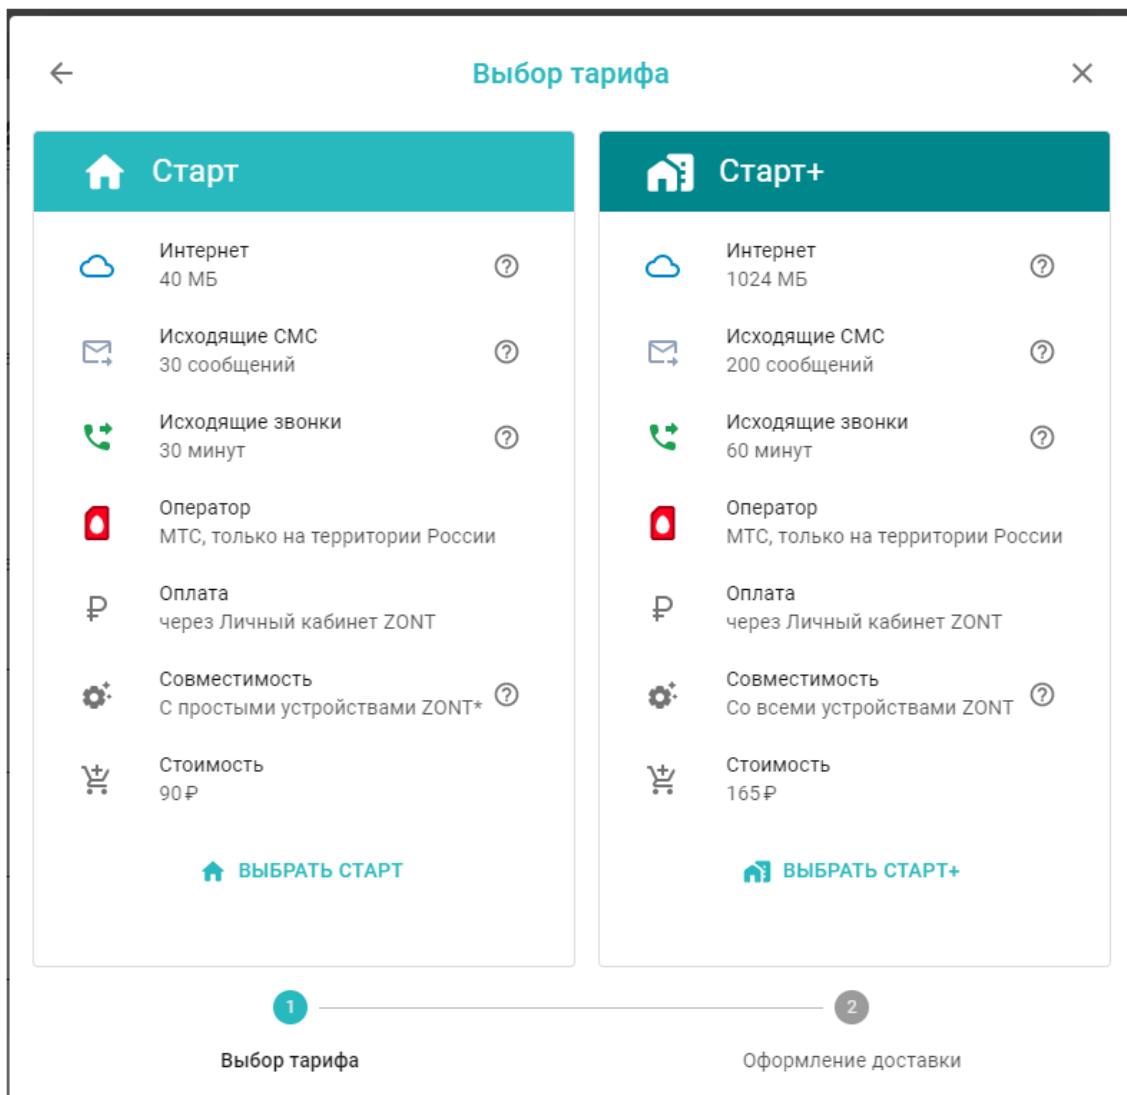 Выбор тарифа
Старт
Интернет
40 МБ
Исходящие СМС
30 сообщений
Исходящие звонки
30 минут
Оператор
МТС, только на территории России
Оплата
через Личный кабинет ZONT
Совместимость
С простыми устройствами ZONT*
Стоимость
90 ₽
ВЫБРАТЬ СТАРТ
Старт+
Интернет
1024 МБ
Исходящие СМС
200 сообщений
Исходящие звонки
60 минут
Оператор
МТС, только на территории России
Оплата
через Личный кабинет ZONT
Совместимость
Со всеми устройствами ZONT
Стоимость
165 ₽
ВЫБРАТЬ СТАРТ+
1
Выбор тарифа
2
Оформление доставки